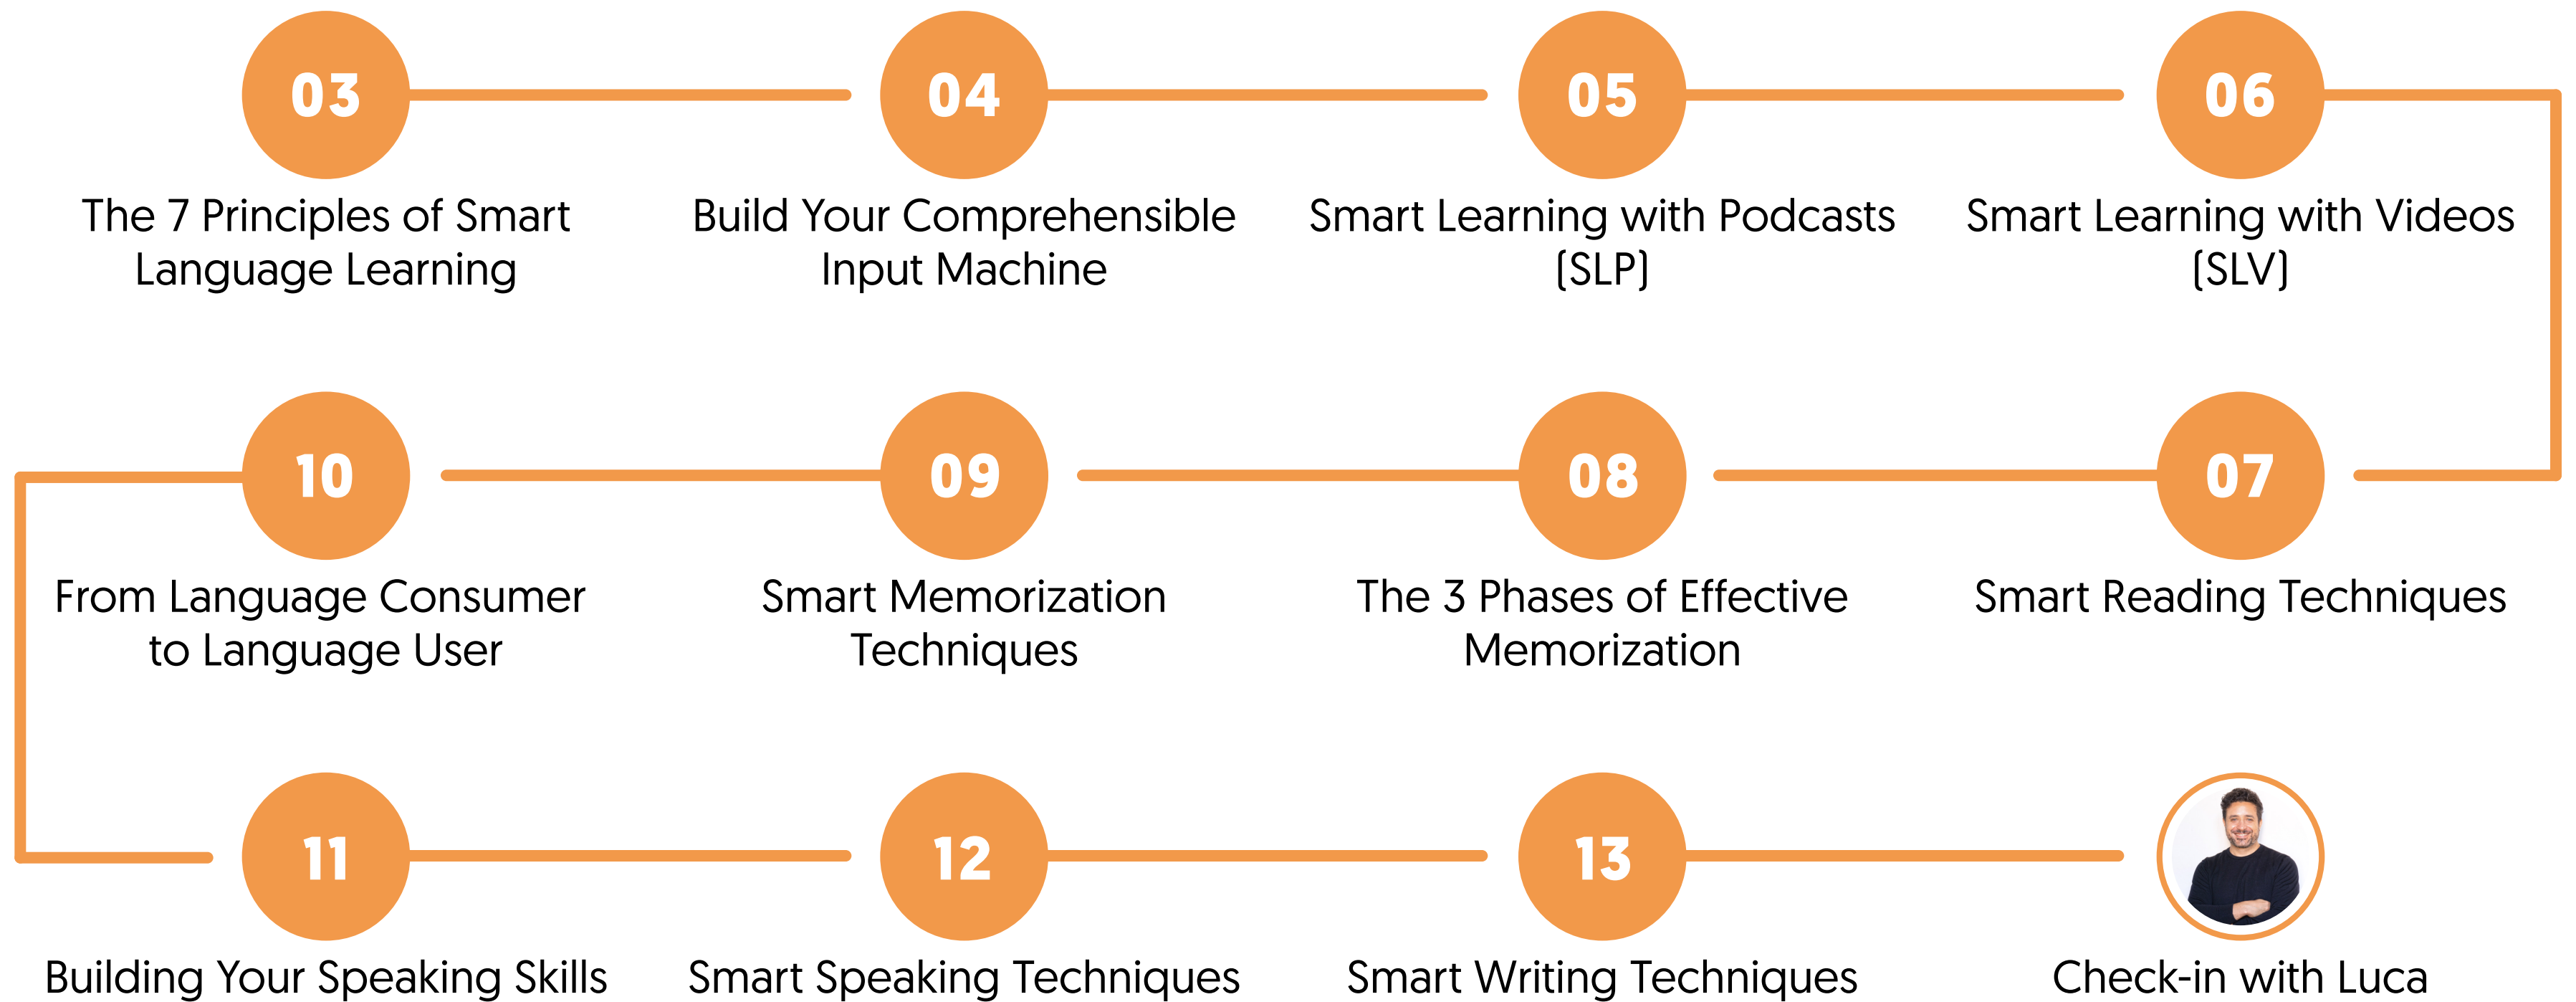 03
The 7 Principles of Smart
Language Learning
04
Build Your Comprehensible
Input Machine
05
Smart Learning with Podcasts
(SLP)
06
Smart Learning with Videos
(SLV)
07
Smart Reading Techniques
08
The 3 Phases of Effective
Memorization
09
Smart Memorization
Techniques
10
From Language Consumer
to Language User
11
Building Your Speaking Skills
12
Smart Speaking Techniques
13
Smart Writing Techniques
Check-in with Luca